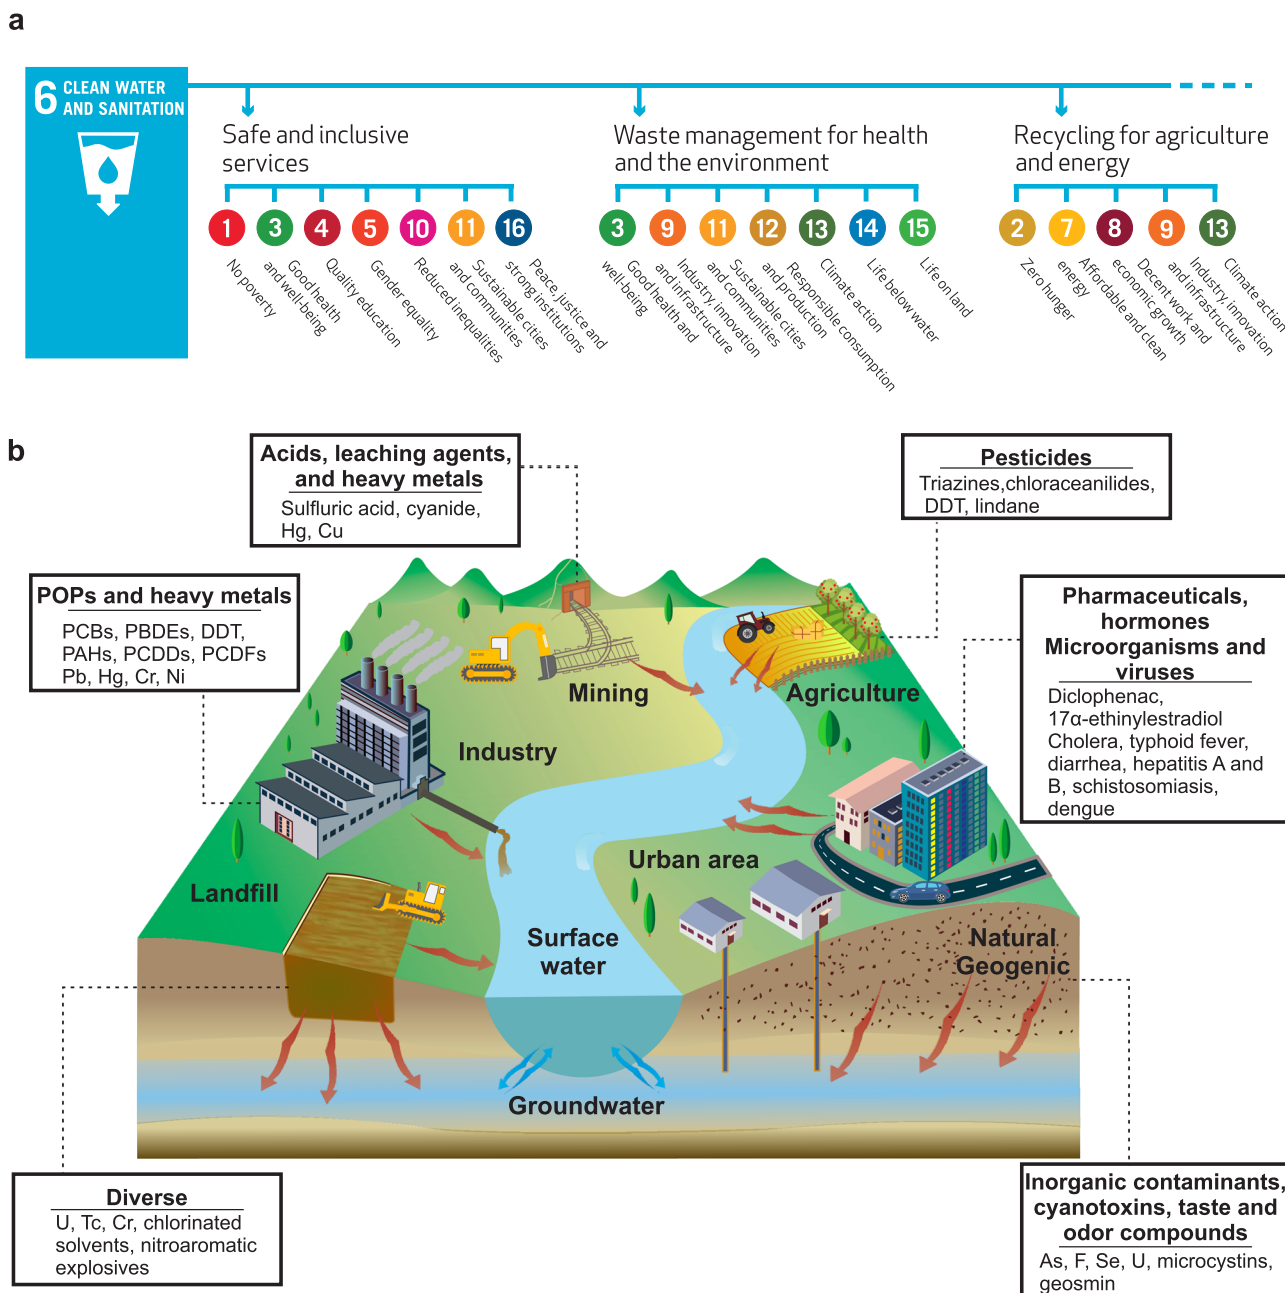 a
6 CLEAN WATER
AND SANITATION
Safe and inclusive
services
1
3
4
5
10
11
16
No poverty
Good health
and well-being
Quality education
Gender equality
Reduced inequalities
Sustainable cities
and communities
Peace, justice and
strong institutions
Waste management for health
and the environment
3
9
11
12
13
14
15
Good health and
well-being
Industry, innovation
and infrastructure
Sustainable cities
and communities
Responsible consumption
and production
Climate action
Life below water
Life on land
Recycling for agriculture
and energy
2
7
8
9
13
Zero hunger
Affordable and clean
energy
Decent work and
economic growth
Industry, innovation
and infrastructure
Climate action
b
Acids, leaching agents,
and heavy metals
Sulfluric acid, cyanide,
Hg, Cu
Pesticides
Triazines,chloraceanilides,
DDT, lindane
POPs and heavy metals
PCBs, PBDEs, DDT,
PAHs, PCDDs, PCDFs
Pb, Hg, Cr, Ni
Pharmaceuticals,
hormones
Microorganisms and
viruses
Diclophenac,
17α-ethinylestradiol
Cholera, typhoid fever,
diarrhea, hepatitis A and
B, schistosomiasis,
dengue
Mining
Agriculture
Industry
Urban area
Landfill
Surface
water
Natural
Geogenic
Groundwater
Diverse
U, Tc, Cr, chlorinated
solvents, nitroaromatic
explosives
Inorganic contaminants,
cyanotoxins, taste and
odor compounds
As, F, Se, U, microcystins,
geosmin